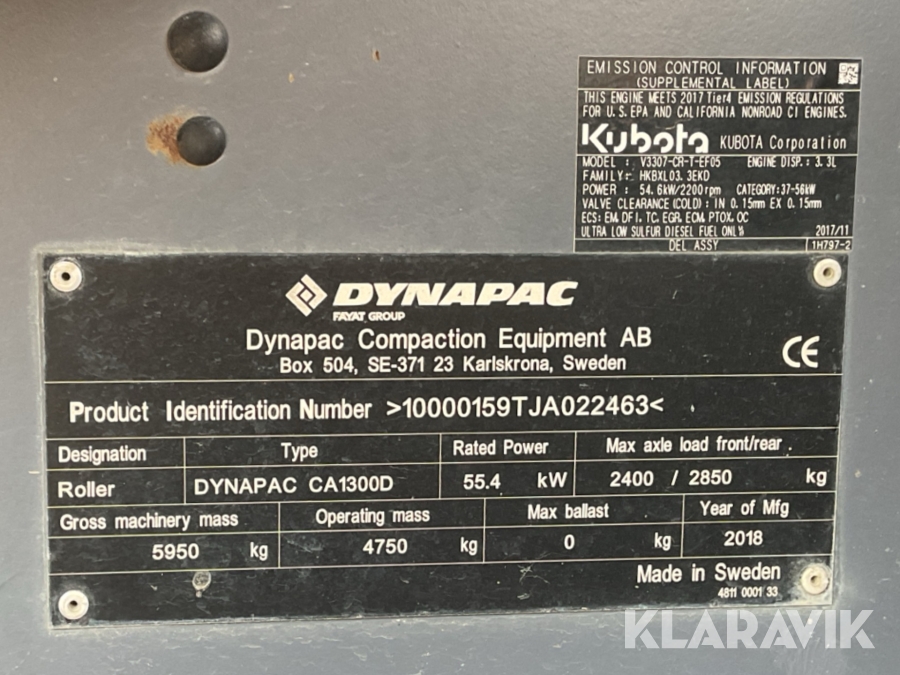 EMISSION CONTROL INFORMATION
(SUPPLEMENTAL LABEL)
THIS ENGINE MEETS 2017 Tier4 EMISSION REGULATIONS
FOR U.S. EPA AND CALIFORNIA NONROAD CI ENGINES.
Kubota KUBOTA Corporation
MODEL : V3307-CR-T-EF05 ENGINE DISP.: 3.3L
FAMILY: HKBXL03.3EKD
POWER : 54.6kW/2200rpm CATEGORY:37-56kW
VALVE CLEARANCE (COLD) : IN 0.15mm EX 0.15mm
ECS: EM, DFI, TC, EGR, ECM, PTOX, OC
ULTRA LOW SULFUR DIESEL FUEL ONLY 2017/11
DEL ASSY 1H797-2
DYNAPAC
FAYAT GROUP
Dynapac Compaction Equipment AB
Box 504, SE-371 23 Karlskrona, Sweden
CE
Product Identification Number >10000159TJA022463<
Designation Type Rated Power Max axle load front/rear
Roller DYNAPAC CA1300D 55.4 kW 2400 / 2850 kg
Gross machinery mass Operating mass Max ballast Year of Mfg
5950 kg 4750 kg 0 kg 2018
Made in Sweden
4811 0001 33
KLARAVIK